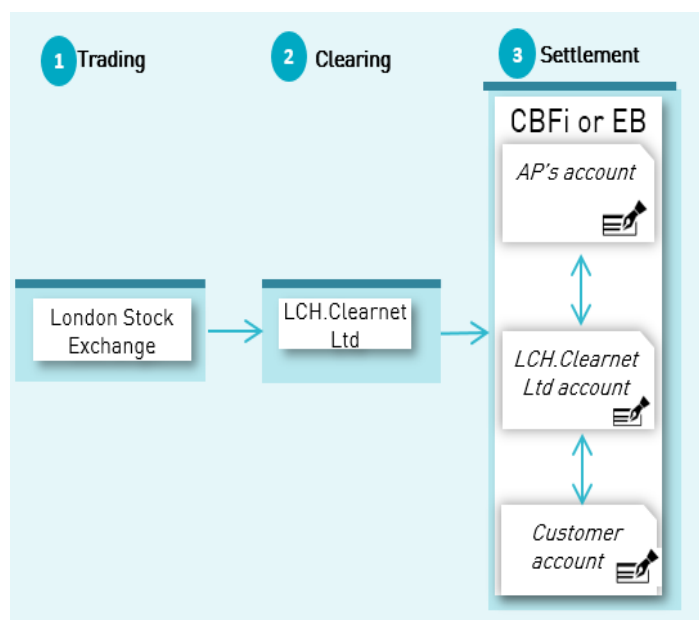 1 Trading
2 Clearing
3 Settlement
CBFi or EB
AP's account
London Stock
Exchange
LCH.Clearnet
Ltd
LCH.Clearnet
Ltd account
Customer
account